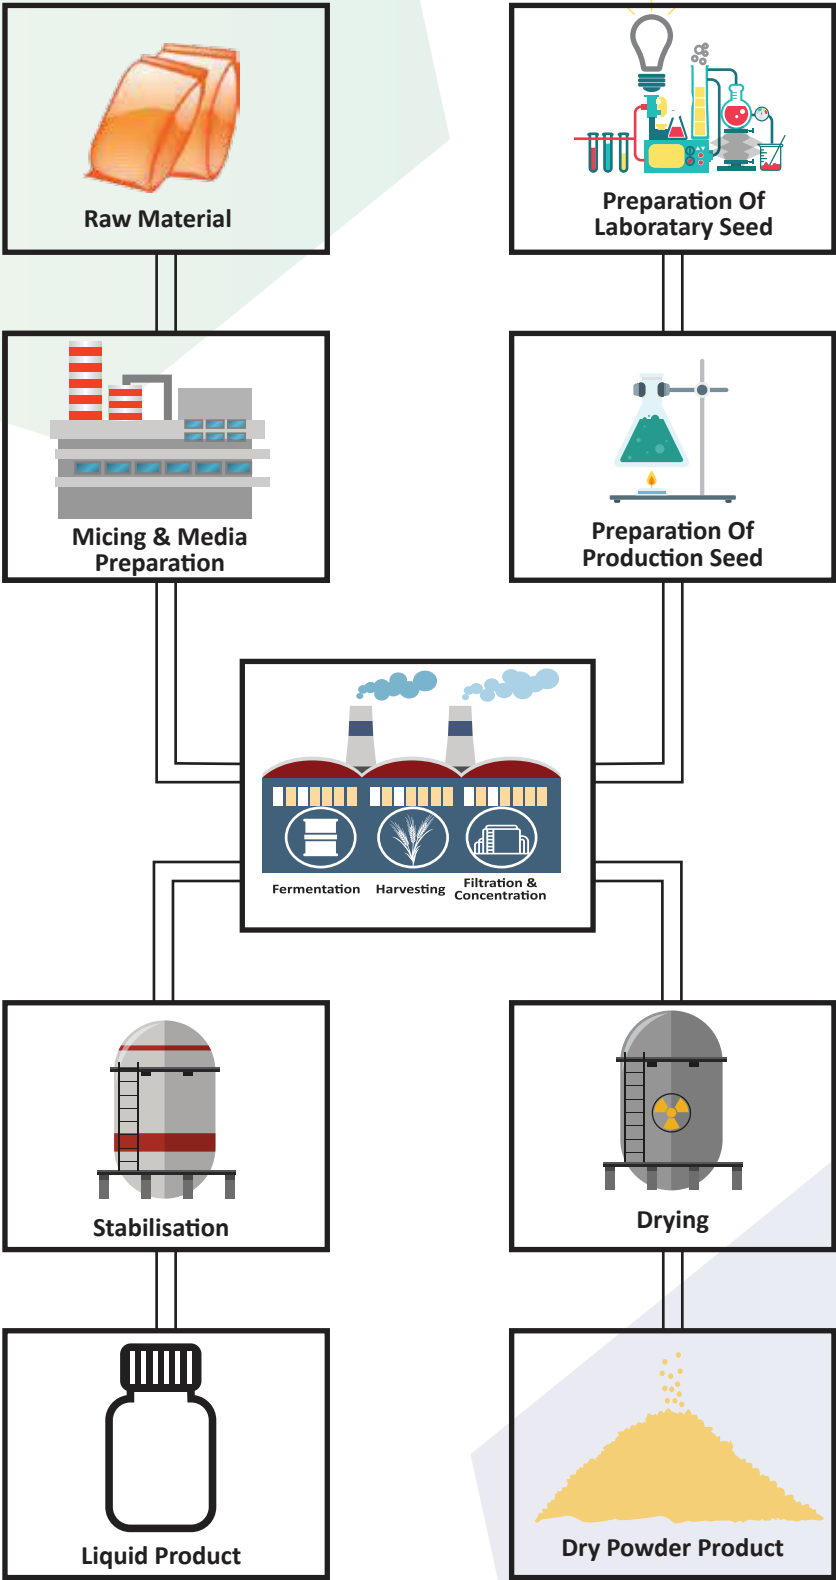 Raw Material
Preparation Of
Laboratary Seed
Micing & Media
Preparation
Preparation Of
Production Seed
Fermentation
Harvesting
Filtration &
Concentration
Stabilisation
Drying
Liquid Product
Dry Powder Product